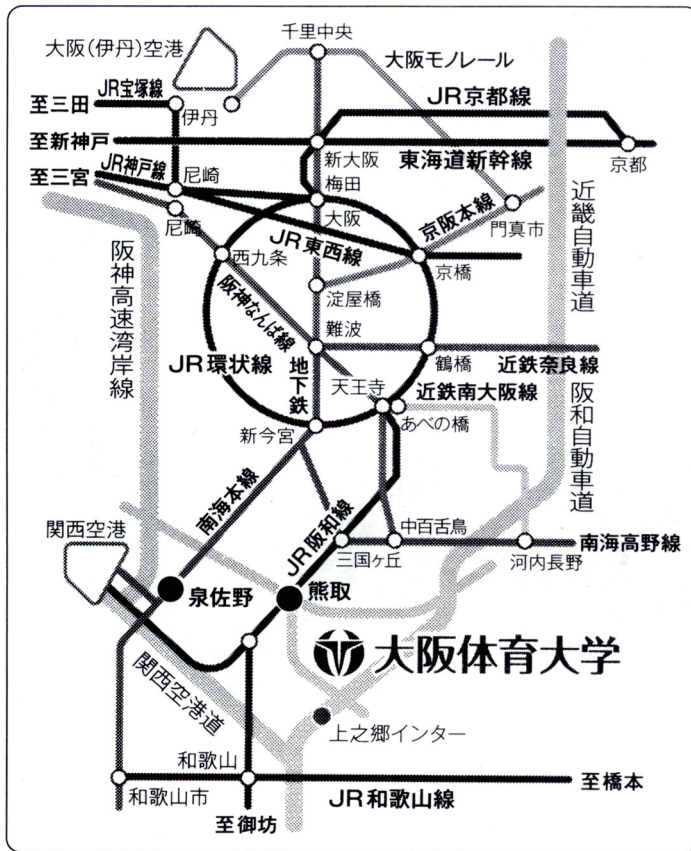 千里中央
大阪(伊丹)空港
大阪モノレール
JR宝塚線
JR京都線
至三田
伊丹
至新神戸
新大阪
東海道新幹線
京都
JR神戸線
尼崎
梅田
至三宮
大阪
京阪本線
門真市
近畿自動車道
尼崎
JR東西線
西九条
京橋
阪神高速湾岸線
淀屋橋
阪神なんば線
難波
JR環状線
地下鉄
鶴橋
近鉄奈良線
天王寺
近鉄南大阪線
あべの橋
阪和自動車道
新今宮
南海本線
関西空港
JR阪和線
中百舌鳥
三国ヶ丘
河内長野
南海高野線
泉佐野
熊取
大阪体育大学
関西空港道
上之郷インター
和歌山
和歌山市
JR和歌山線
至橋本
至御坊